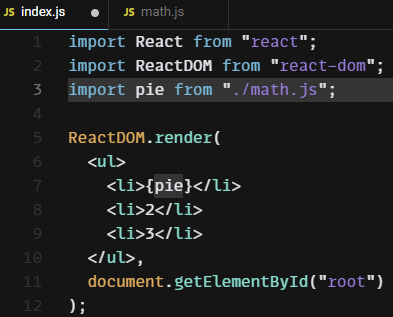 JS index.js ● JS math.js
1 import React from "react";
2 import ReactDOM from "react-dom";
3 import pie from "./math.js";
4
5 ReactDOM.render(
6   <ul>
7     <li>{pie}</li>
8     <li>2</li>
9     <li>3</li>
10   </ul>,
11   document.getElementById("root")
12 );